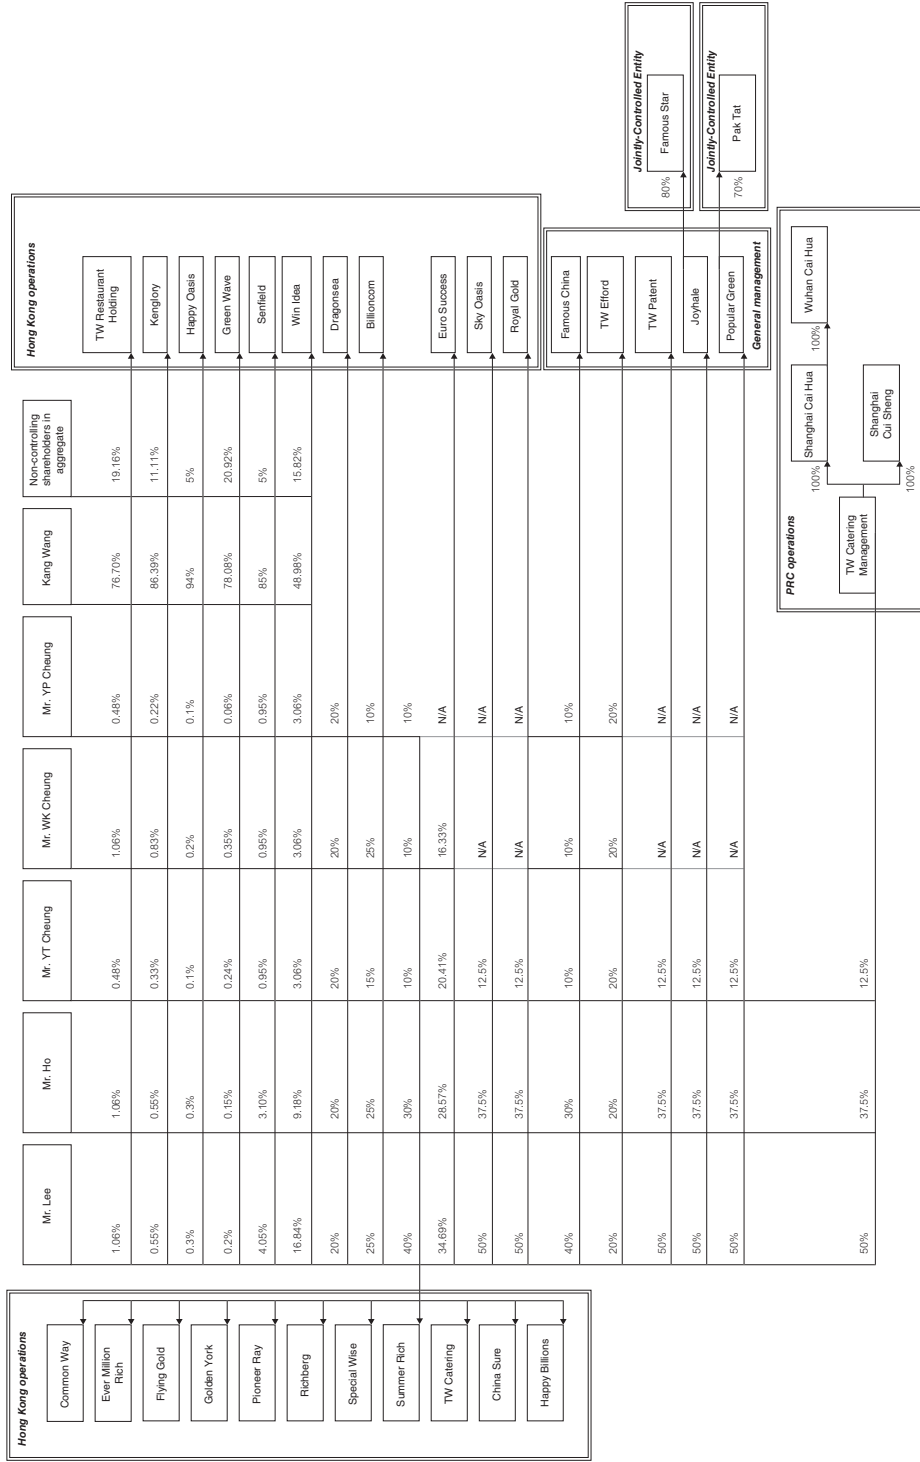 Hong Kong operations
Common Way
Ever Million
Rich
Flying Gold
Golden York
Pioneer Ray
Richberg
Special Wise
Summer Rich
TW Catering
China Sure
Happy Billions
Mr. Lee
Mr. Ho
Mr. YT Cheung
Mr. WK Cheung
Mr. YP Cheung
Kang Wang
Non-controlling
shareholders in
aggregate
Hong Kong operations
1.06% 1.06% 0.48% 1.06% 0.48% 76.70% 19.16%
TW Restaurant
Holding
0.55% 0.55% 0.33% 0.83% 0.22% 86.39% 11.11% Kenglory
0.3% 0.3% 0.1% 0.2% 0.1% 94% 5% Happy Oasis
0.2% 0.15% 0.24% 0.35% 0.06% 78.08% 20.92% Green Wave
4.05% 3.10% 0.95% 0.95% 0.95% 85% 5% Senfield
16.84% 9.18% 3.06% 3.06% 3.06% 48.98% 15.82% Win Idea
20% 20% 20% 20% 20% Dragonsea
25% 25% 15% 25% 10% Billioncom
40% 30% 10% 10% 10%
34.69% 28.57% 20.41% 16.33% N/A Euro Success
50% 37.5% 12.5% N/A N/A Sky Oasis
50% 37.5% 12.5% N/A N/A Royal Gold
40% 30% 10% 10% 10% Famous China
20% 20% 20% 20% 20% TW Efford
50% 37.5% 12.5% N/A N/A TW Patent
50% 37.5% 12.5% N/A N/A Joyhale
50% 37.5% 12.5% N/A N/A Popular Green
General management
Jointly-Controlled Entity
80% Famous Star
Jointly-Controlled Entity
70% Pak Tat
PRC operations
50% 37.5% 12.5%
TW Catering
Management
100% Shanghai Cai Hua
100% Wuhan Cai Hua
100%
Shanghai
Cui Sheng